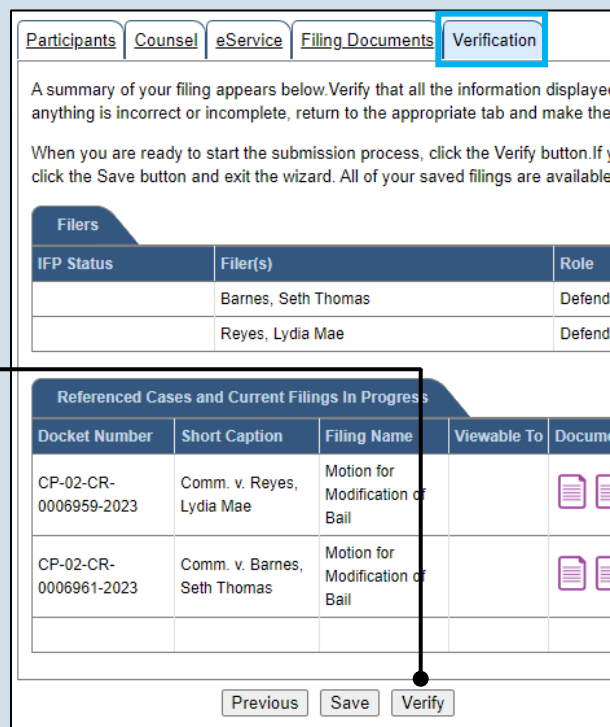 Participants Counsel eService Filing Documents Verification
A summary of your filing appears below.Verify that all the information displayed
anything is incorrect or incomplete, return to the appropriate tab and make the
When you are ready to start the submission process, click the Verify button.If
click the Save button and exit the wizard. All of your saved filings are available
Filers
IFP Status Filer(s) Role
Barnes, Seth Thomas Defend
Reyes, Lydia Mae Defend
Referenced Cases and Current Filings In Progress
Docket Number Short Caption Filing Name Viewable To Docume
CP-02-CR- Comm. v. Reyes, Motion for
0006959-2023 Lydia Mae Modification of
Bail
CP-02-CR- Comm. v. Barnes, Motion for
0006961-2023 Seth Thomas Modification of
Bail
Previous Save Verify